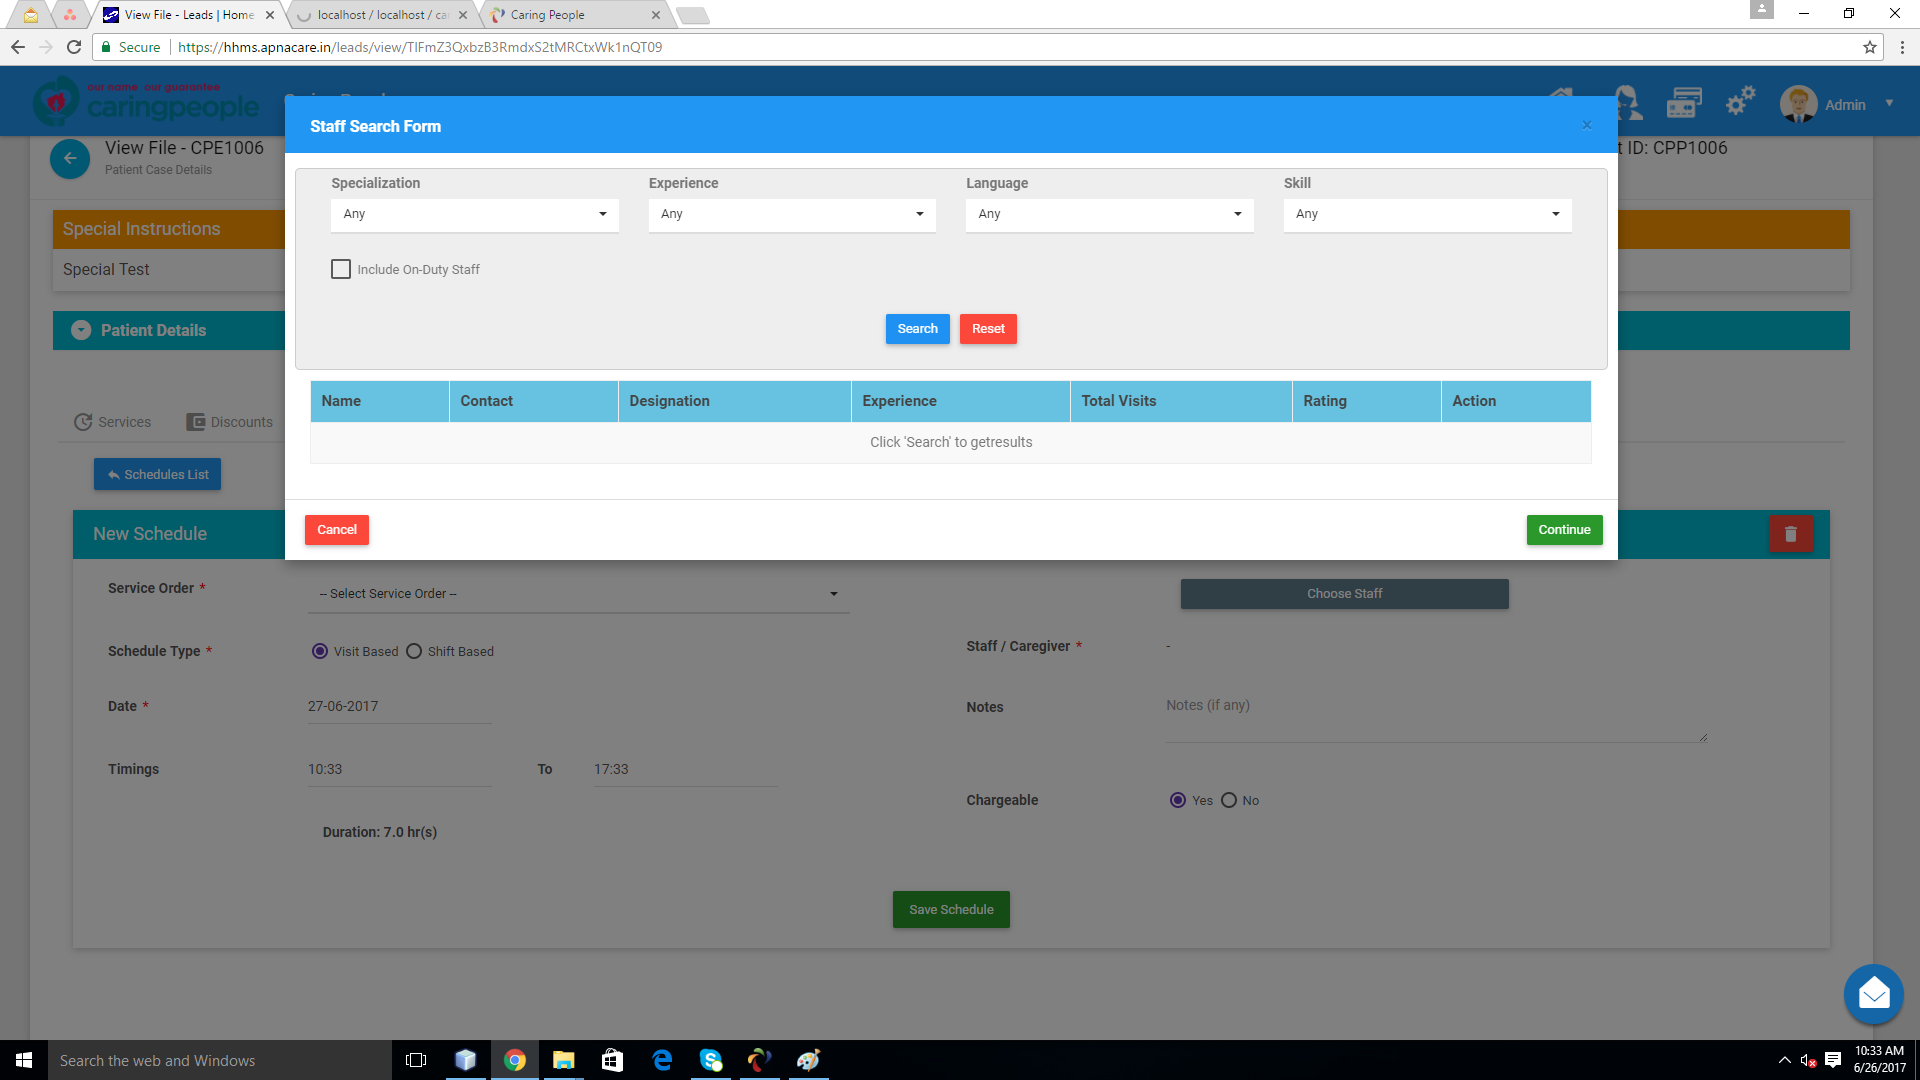 View File - Leads | Home
localhost / localhost / ca
Caring People
Secure
https://hhms.apnacare.in/leads/view/TlFmZ3QxbzB3RmdxS2tMRCtxWk1nQT09
our name our guarantee
caringpeople
Admin
View File - CPE1006
Patient Case Details
t ID: CPP1006
Special Instructions
Special Test
Patient Details
Services
Discounts
Schedules List
Staff Search Form
×
Specialization
Experience
Language
Skill
Any
Any
Any
Any
Include On-Duty Staff
Search
Reset
Name
Contact
Designation
Experience
Total Visits
Rating
Action
Click 'Search' to getresults
Cancel
Continue
New Schedule
Service Order *
-- Select Service Order --
Choose Staff
Schedule Type *
Visit Based
Shift Based
Staff / Caregiver *
-
Date *
27-06-2017
Notes
Notes (if any)
Timings
10:33
To
17:33
Chargeable
Yes
No
Duration: 7.0 hr(s)
Save Schedule
Search the web and Windows
10:33 AM
6/26/2017